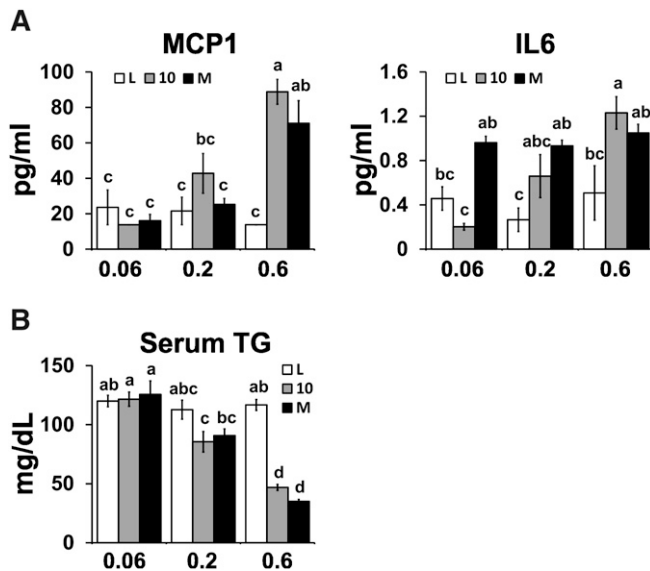 A
MCP1
L 10 M
pg/ml
100
80
60
40
20
0
c c c c bc c c a ab
0.06 0.2 0.6
IL6
L 10 M
pg/ml
1.6
1.2
0.8
0.4
0
bc c ab c abc ab bc a ab
0.06 0.2 0.6
B
Serum TG
L
10
M
mg/dL
150
100
50
0
ab a a abc c bc ab d d
0.06 0.2 0.6